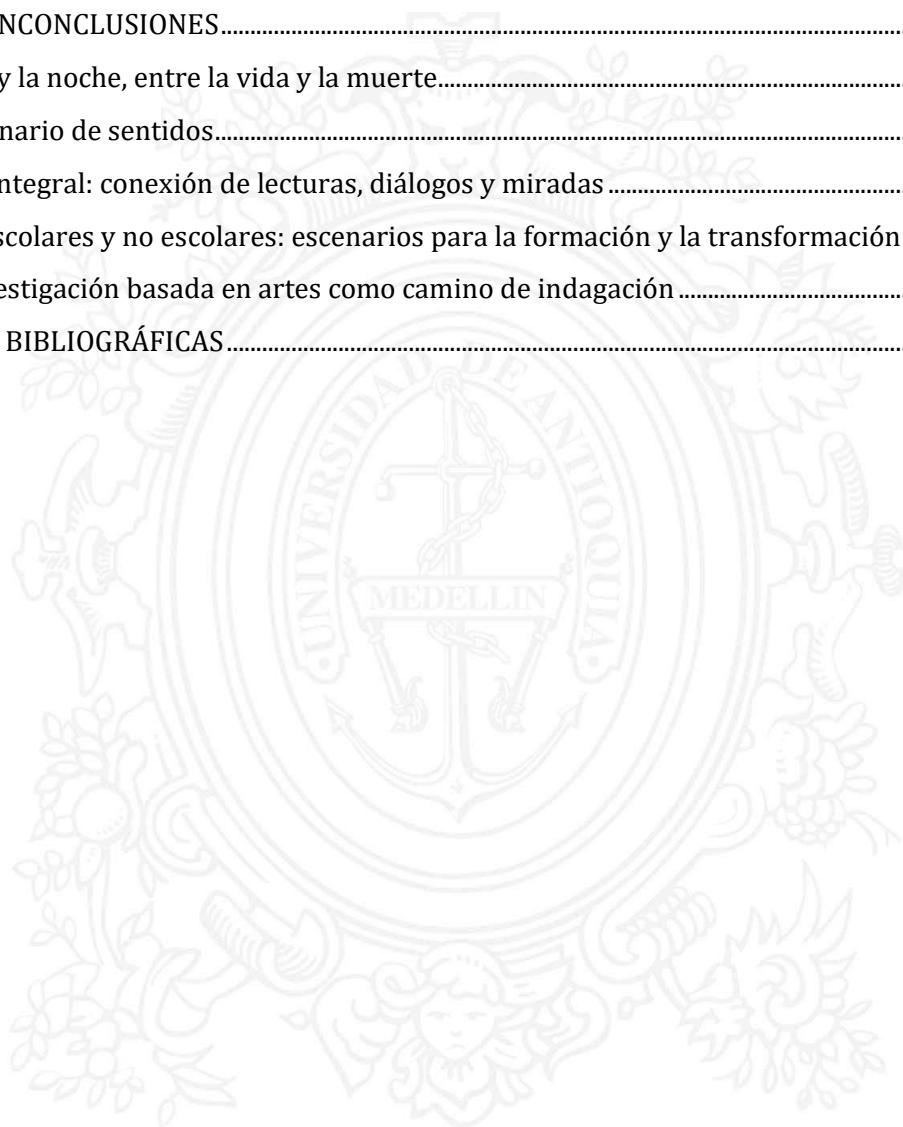 NCONCLUSIONES
y la noche, entre la vida y la muerte
nario de sentidos
ntegral: conexión de lecturas, diálogos y miradas
scolares y no escolares: escenarios para la formación y la transformación
estigación basada en artes como camino de indagación
BIBLIOGRÁFICAS
UNIVERSIDAD DE ANTIOQUIA
MEDELLIN